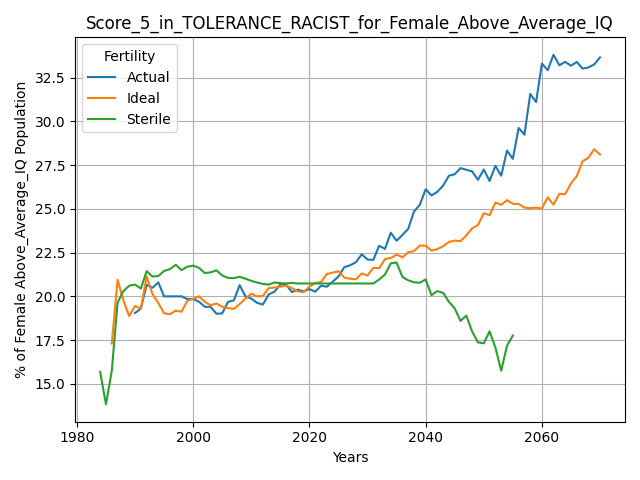 Score_5_in_TOLERANCE_RACIST_for_Female_Above_Average_IQ
Fertility
Actual
Ideal
Sterile
% of Female Above_Average_IQ Population
32.5
30.0
27.5
25.0
22.5
20.0
17.5
15.0
1980 2000 2020 2040 2060
Years